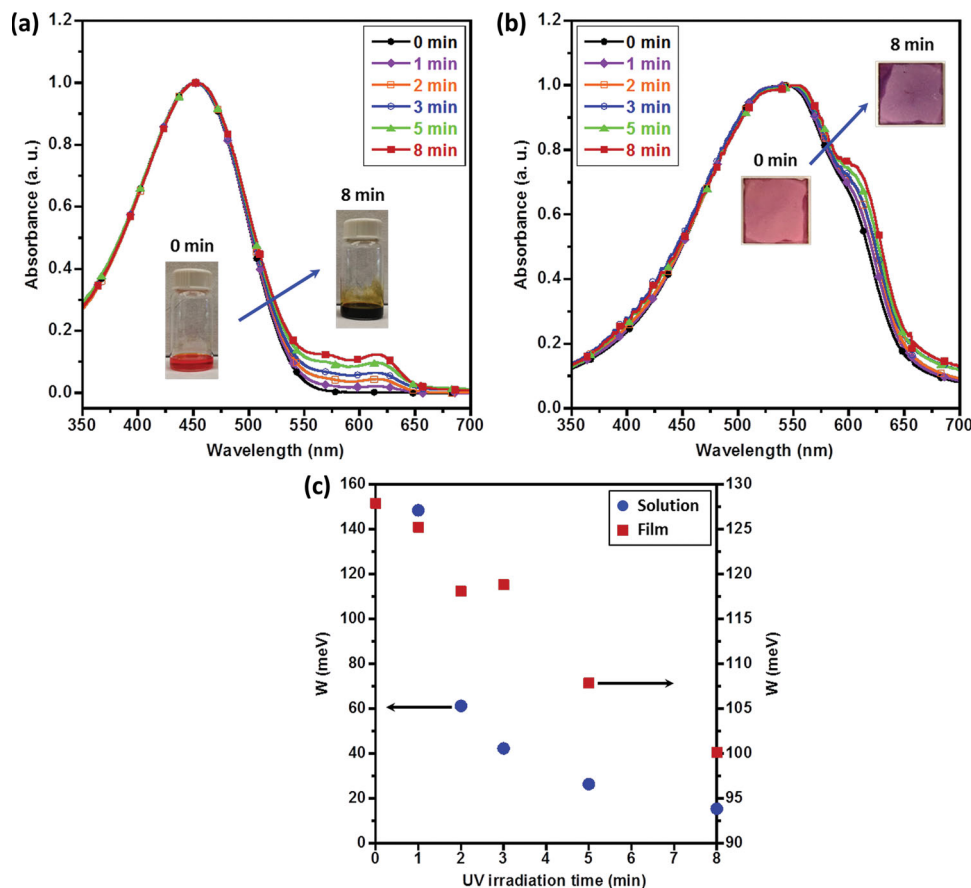 (a)
1.2
1.0
0.8
0.6
0.4
0.2
0.0
Absorbance (a. u.)
350 400 450 500 550 600 650 700
Wavelength (nm)
0 min
1 min
2 min
3 min
5 min
8 min
0 min
8 min
(b)
1.2
1.0
0.8
0.6
0.4
0.2
0.0
Absorbance (a. u.)
350 400 450 500 550 600 650 700
Wavelength (nm)
0 min
1 min
2 min
3 min
5 min
8 min
8 min
0 min
(c)
160
140
120
100
80
60
40
20
0
W (meV)
0 1 2 3 4 5 6 7 8
UV irradiation time (min)
Solution
Film
130
125
120
115
110
105
100
95
90
W (meV)